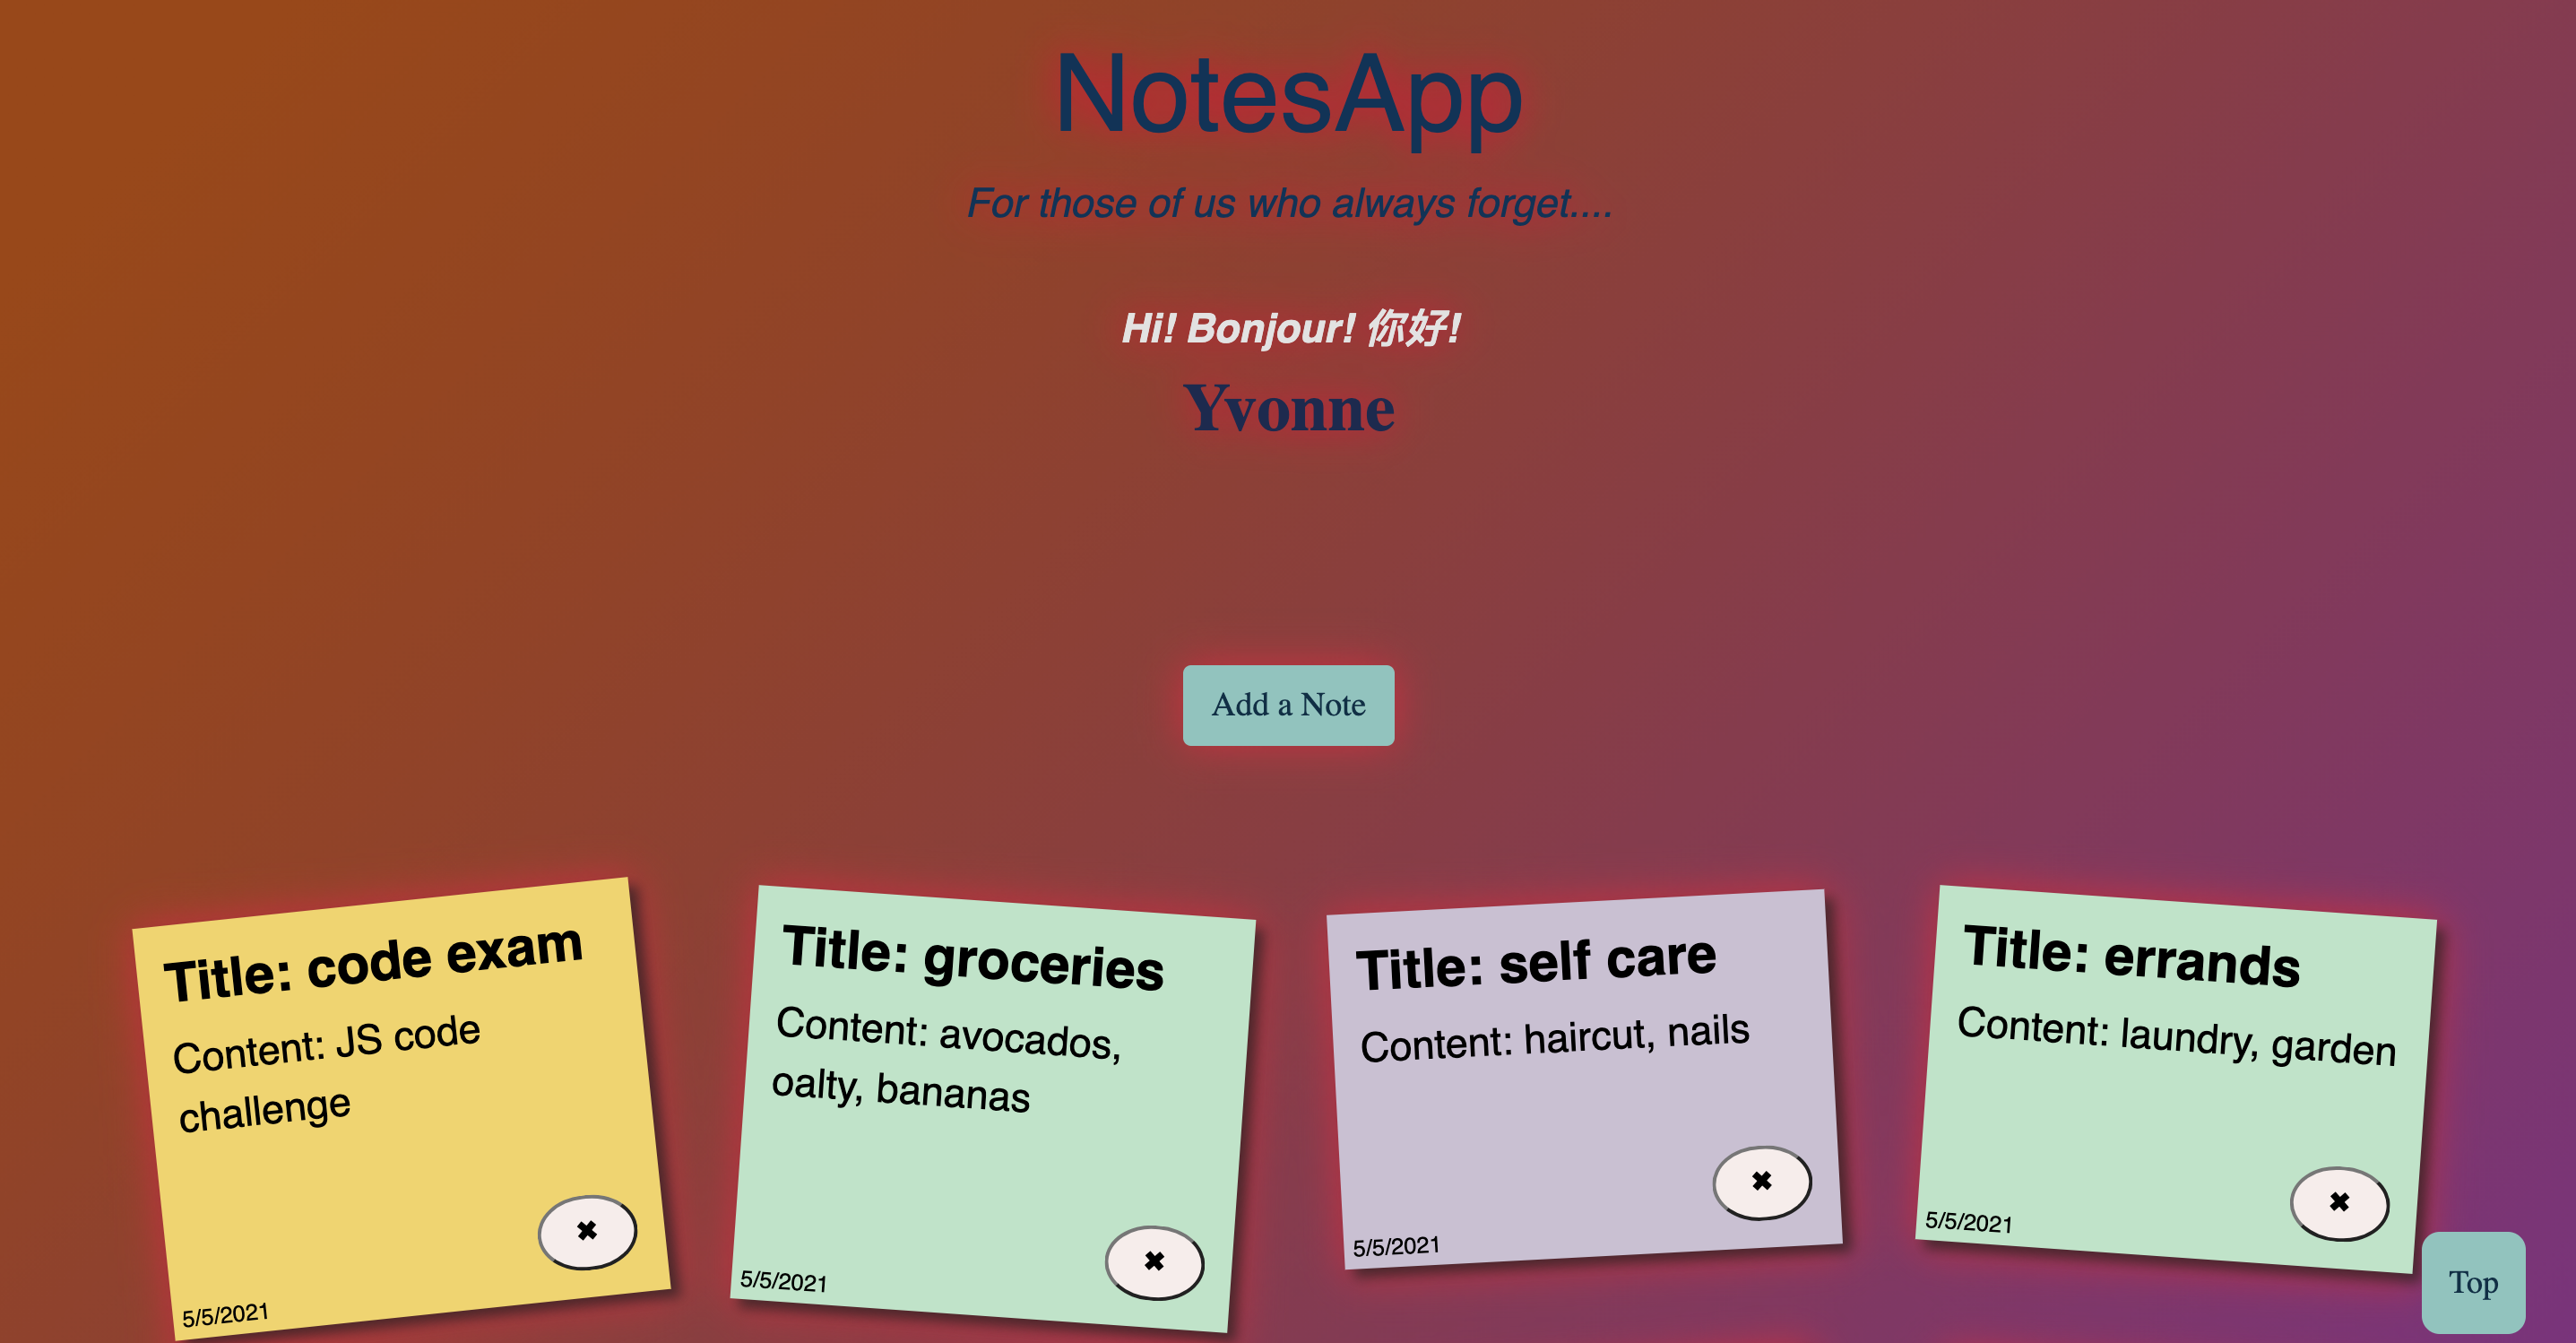 NotesApp
For those of us who always forget....
Hi! Bonjour! 你好!
Yvonne
Add a Note
Title: code exam
Content: JS code
challenge
✖
5/5/2021
Title: groceries
Content: avocados,
oalty, bananas
✖
5/5/2021
Title: self care
Content: haircut, nails
✖
5/5/2021
Title: errands
Content: laundry, garden
✖
5/5/2021
Top